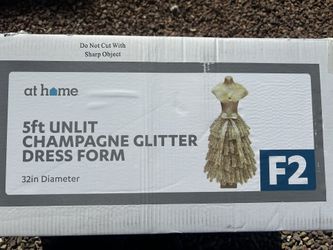 Do Not Cut With
Sharp Object
at home
5ft UNLIT
CHAMPAGNE GLITTER
DRESS FORM
32in Diameter
F2